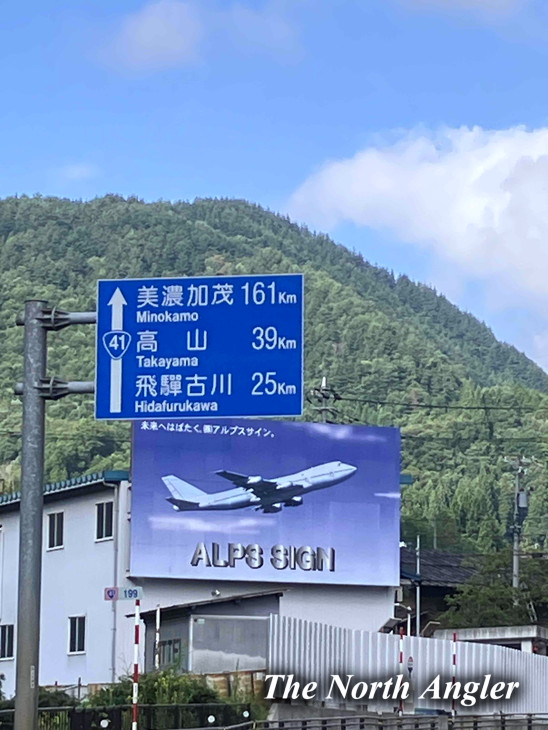 美濃加茂 161Km
Minokamo
41
高山 39Km
Takayama
飛驒古川 25Km
Hidafurukawa
未来へはばたく、㈱アルプスサイン。
ALPS SIGN
199
The North Angler